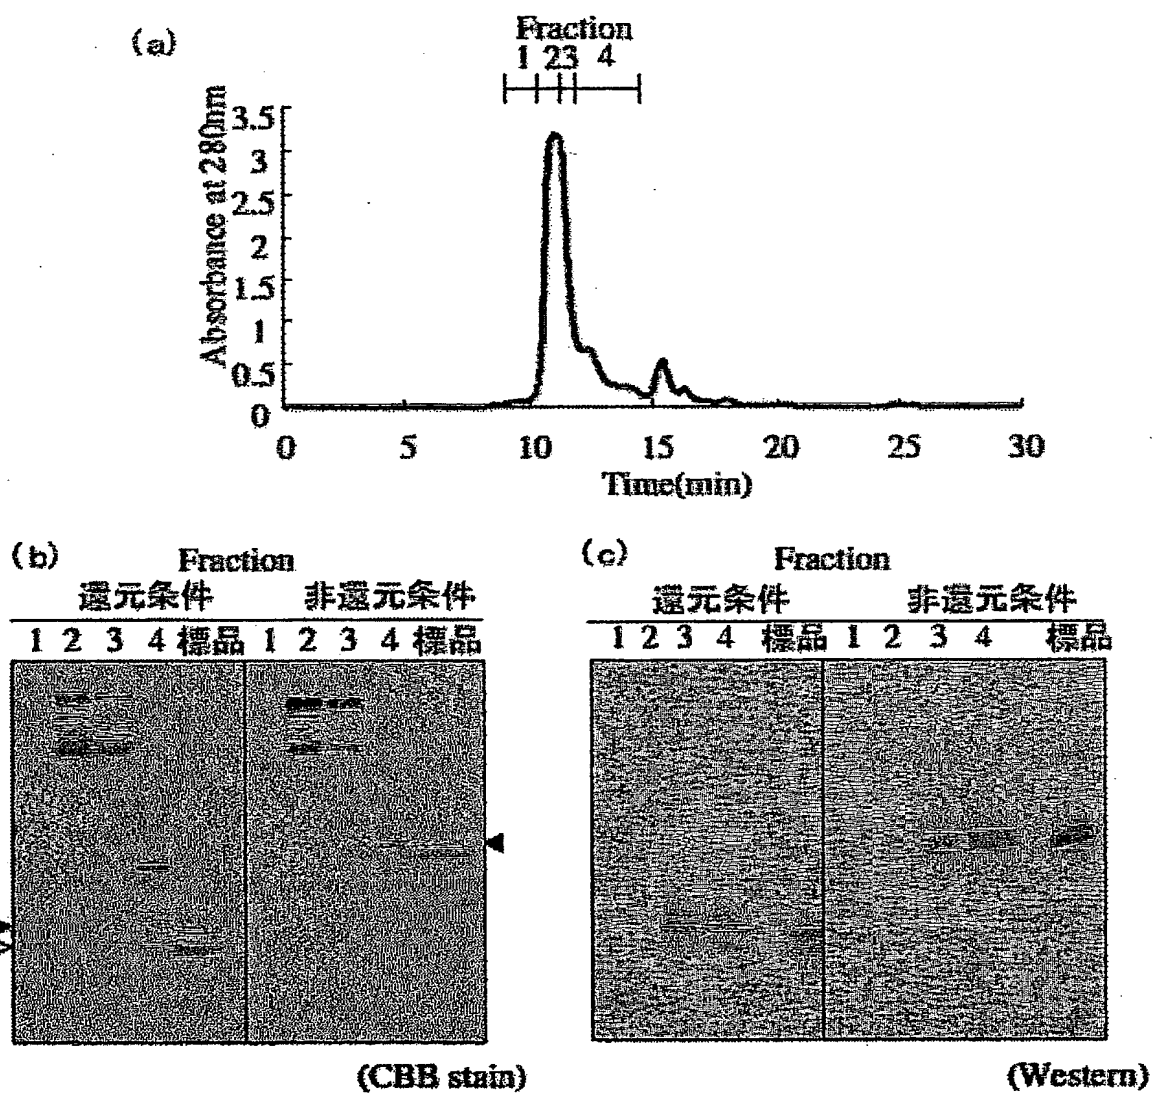 (a)
Fraction
1 2 3 4
Absorbance at 280nm
3.5
3
2.5
2
1.5
1
0.5
0
0 5 10 15 20 25 30
Time(min)
(b)
Fraction
還元条件 非還元条件
1 2 3 4 標品 1 2 3 4 標品
(CBB stain)
(c)
Fraction
還元条件 非還元条件
1 2 3 4 標品 1 2 3 4 標品
(Western)